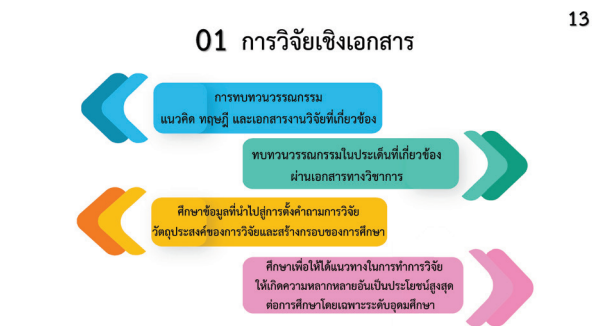 13
01 การวิจัยเชิงเอกสาร
การทบทวนวรรณกรรม
แนวคิด ทฤษฎี และเอกสารงานวิจัยที่เกี่ยวข้อง
ทบทวนวรรณกรรมในประเด็นที่เกี่ยวข้อง
ผ่านเอกสารทางวิชาการ
ศึกษาข้อมูลที่นำไปสู่การตั้งคำถามการวิจัย
วัตถุประสงค์ของการวิจัยและสร้างกรอบของการศึกษา
ศึกษาเพื่อให้ได้แนวทางในการทำการวิจัย
ให้เกิดความหลากหลายอันเป็นประโยชน์สูงสุด
ต่อการศึกษาโดยเฉพาะระดับอุดมศึกษา